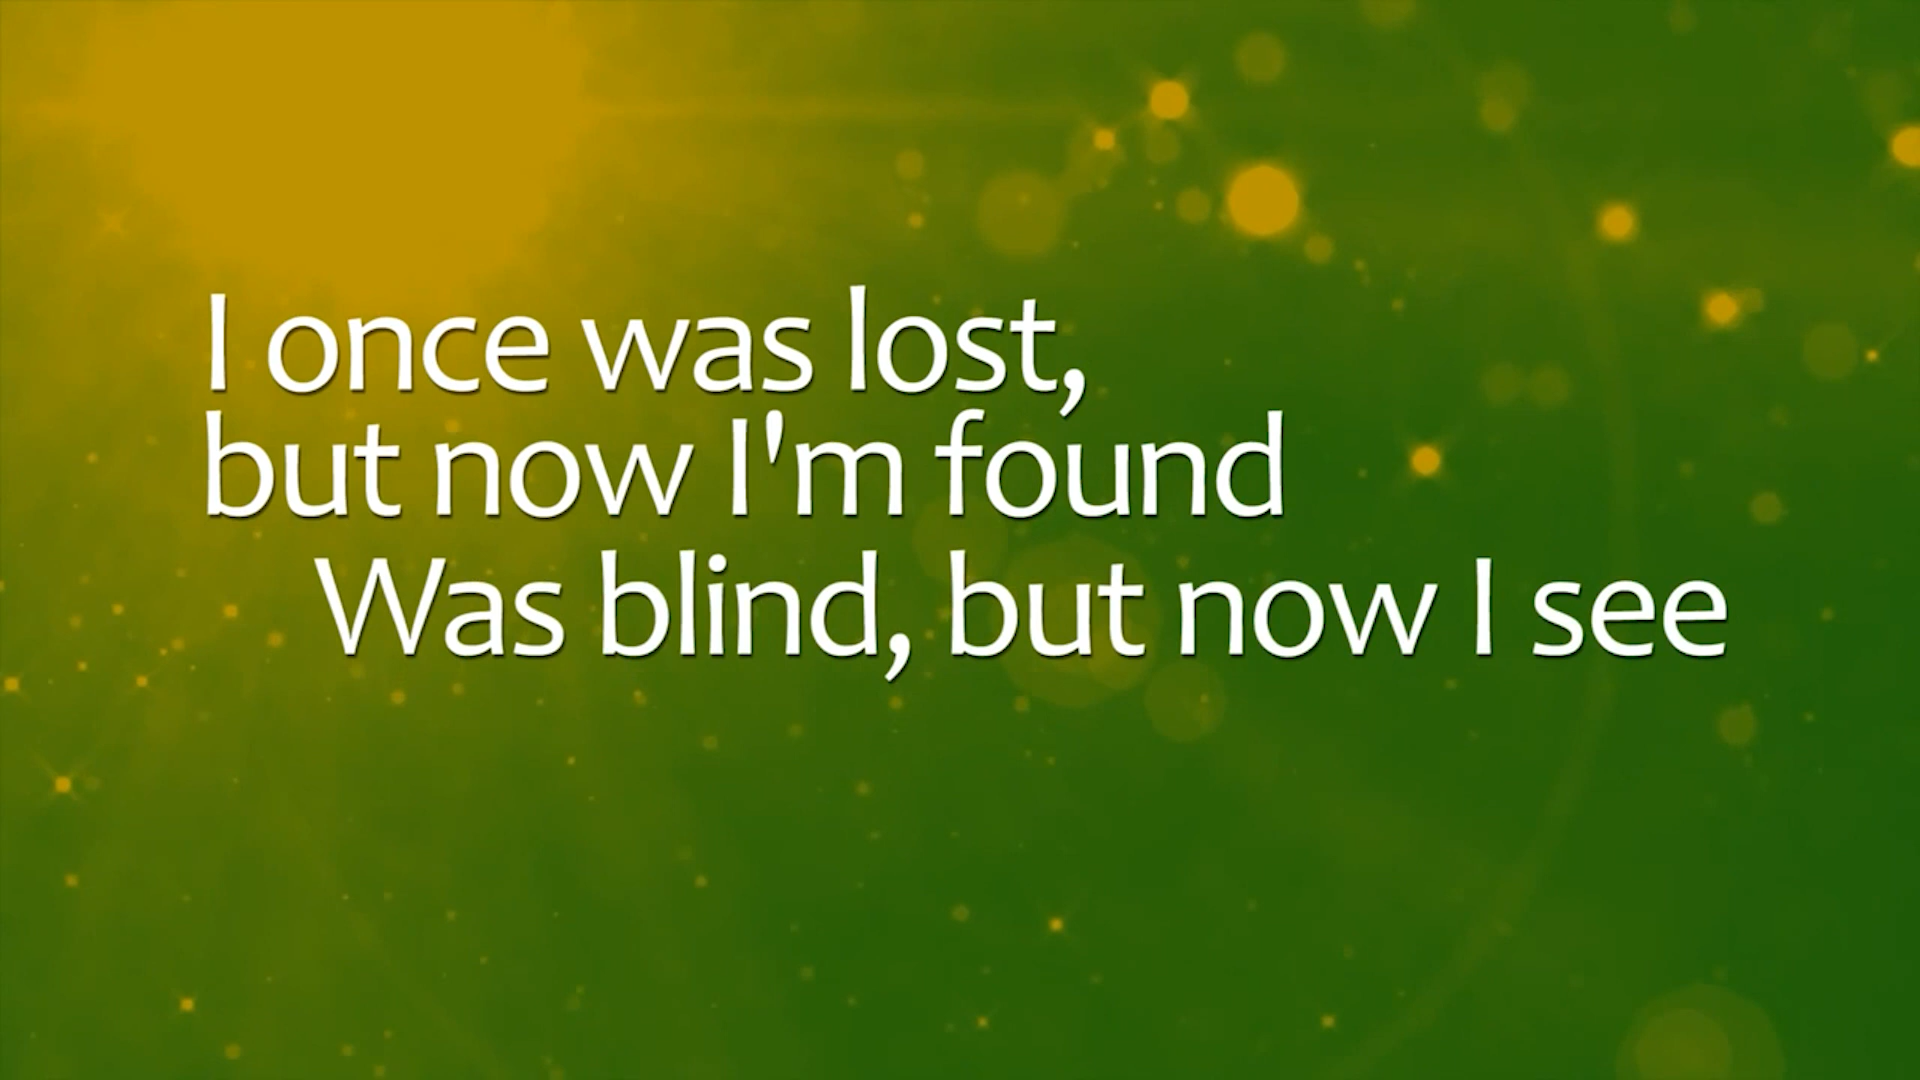 I once was lost,
but now I'm found
Was blind, but now I see